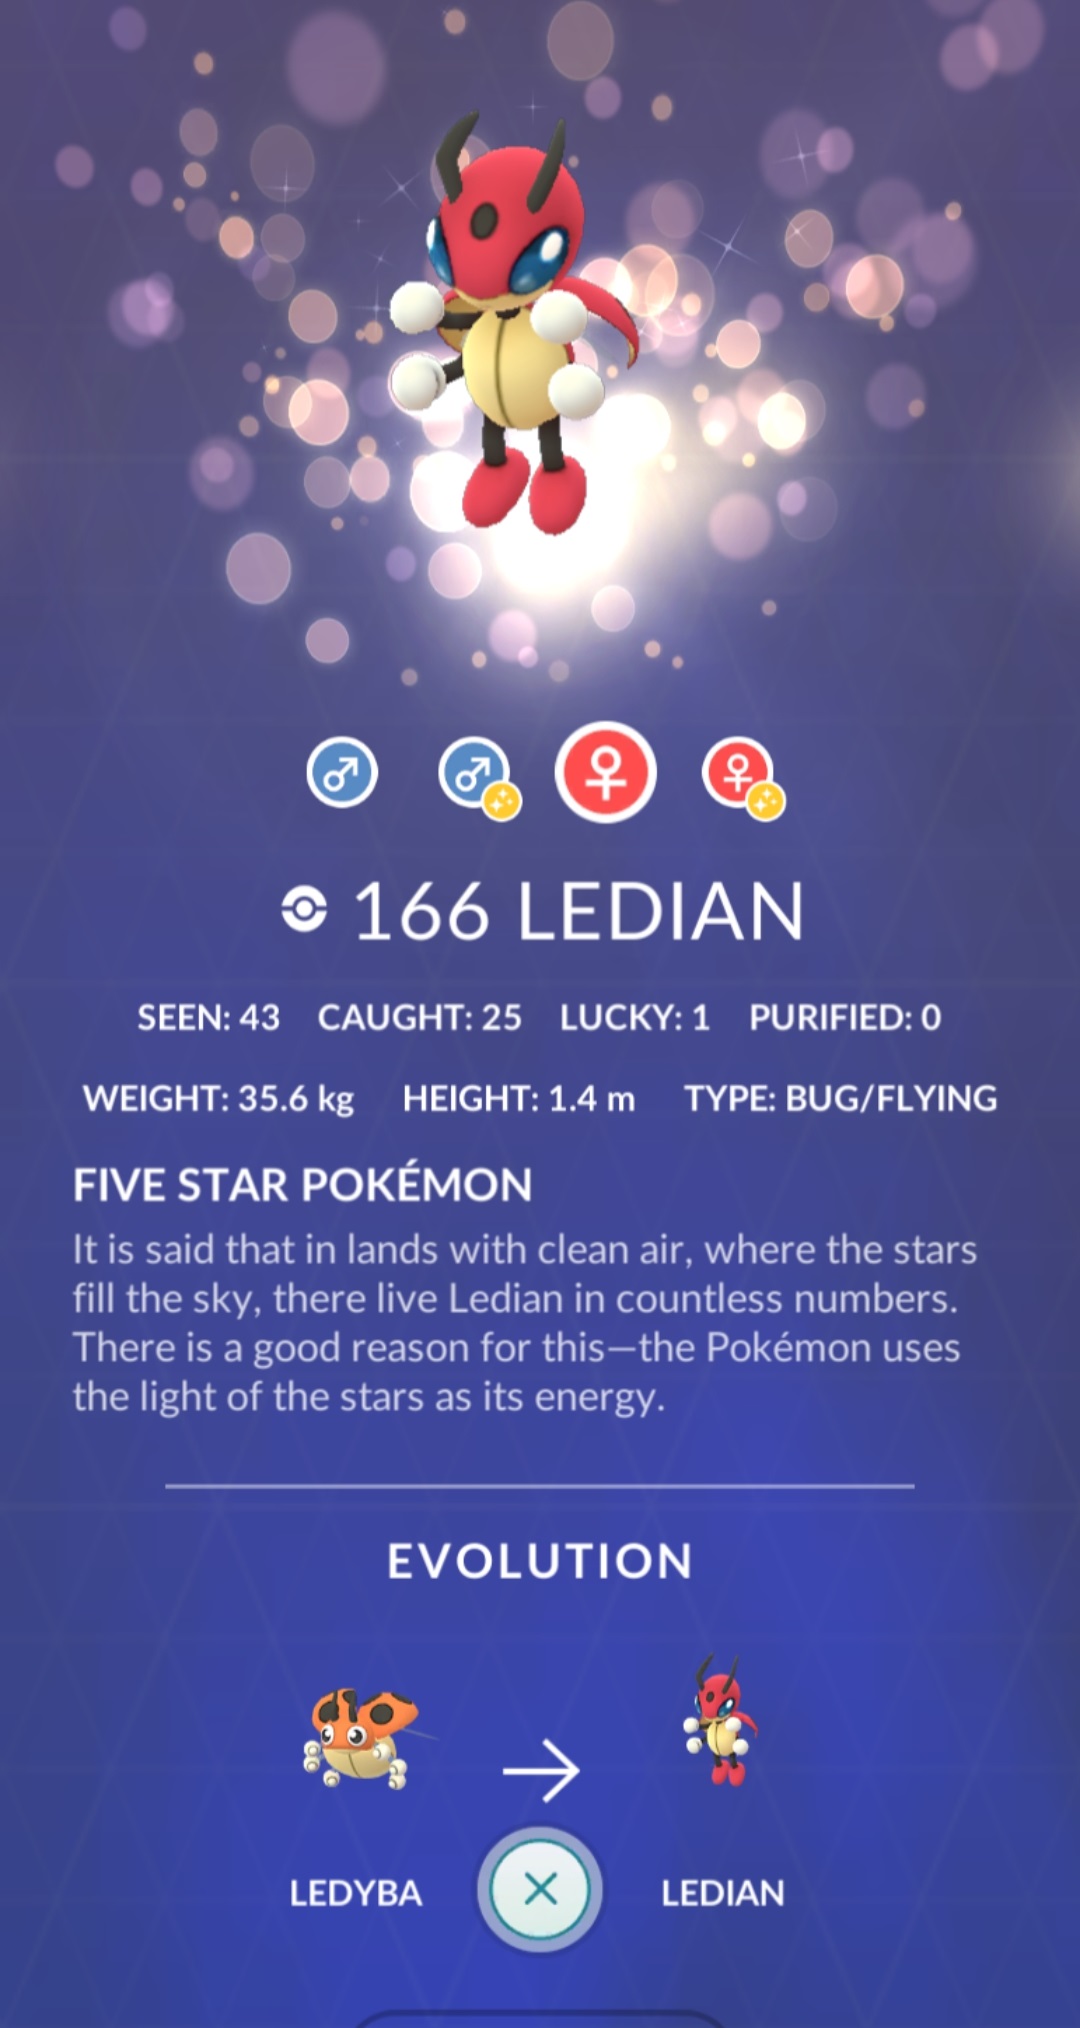 166 LEDIAN
SEEN: 43 CAUGHT: 25 LUCKY: 1 PURIFIED: 0
WEIGHT: 35.6 kg HEIGHT: 1.4 m TYPE: BUG/FLYING
FIVE STAR POKÉMON
It is said that in lands with clean air, where the stars
fill the sky, there live Ledian in countless numbers.
There is a good reason for this—the Pokémon uses
the light of the stars as its energy.
EVOLUTION
LEDYBA LEDIAN